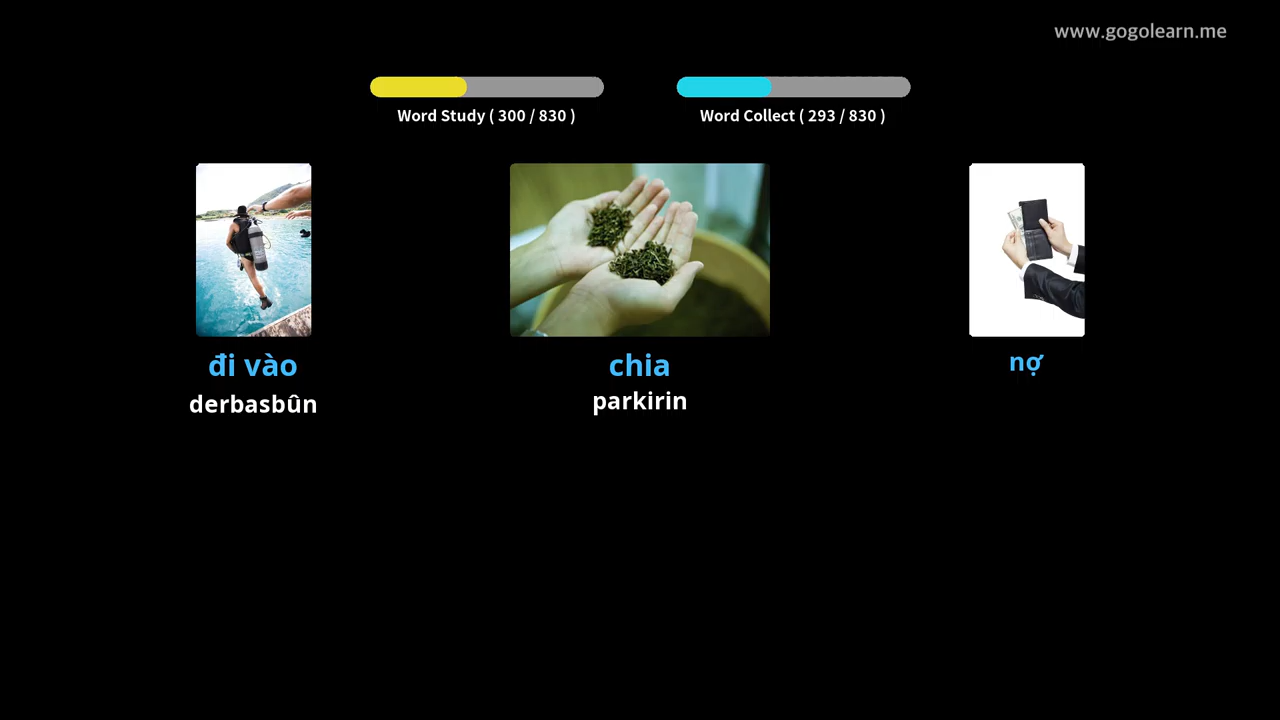 www.gogolearn.me
Word Study ( 300 / 830 )
Word Collect ( 293 / 830 )
đi vào
chia
nợ
derbasbûn
parkirin